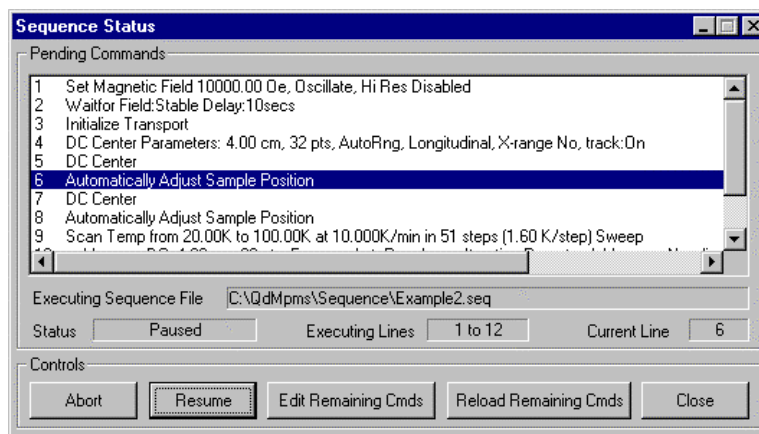 Sequence Status
Pending Commands
1 Set Magnetic Field 10000.00 Oe, Oscillate, Hi Res Disabled
2 Waitfor Field:Stable Delay:10secs
3 Initialize Transport
4 DC Center Parameters: 4.00 cm, 32 pts, AutoRng, Longitudinal, X-range No, track:On
5 DC Center
6 Automatically Adjust Sample Position
7 DC Center
8 Automatically Adjust Sample Position
9 Scan Temp from 20.00K to 100.00K at 10.000K/min in 51 steps (1.60 K/step) Sweep
Executing Sequence File C:\QdMpms\Sequence\Example2.seq
Status Paused Executing Lines 1 to 12 Current Line 6
Controls
Abort Resume Edit Remaining Cmds Reload Remaining Cmds Close